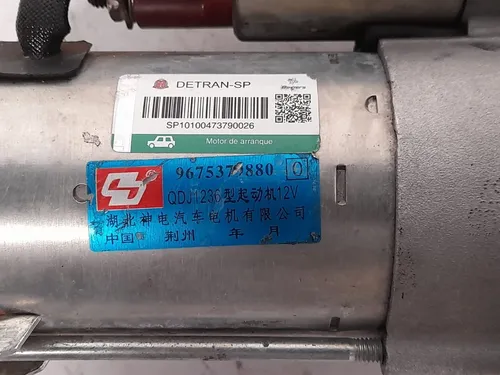 DETRAN-SP
SP10100473790026
Motor de arranque
9675379880
QDJ1236型起动机12V
湖北神电汽车电机有限公司
中国 荆州 年 月